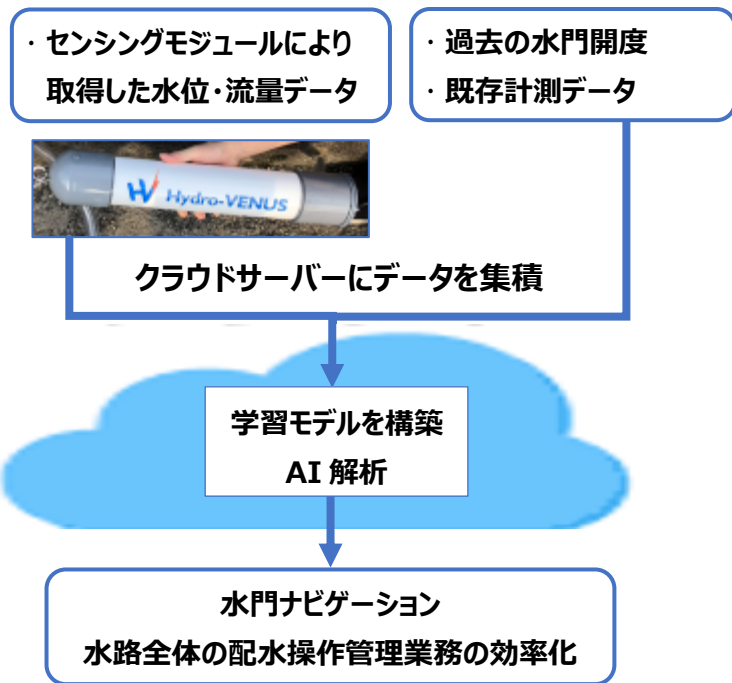 ・センシングモジュールにより
取得した水位・流量データ
・過去の水門開度
・既存計測データ
HV Hydro-VENUS
クラウドサーバーにデータを集積
学習モデルを構築
AI 解析
水門ナビゲーション
水路全体の配水操作管理業務の効率化